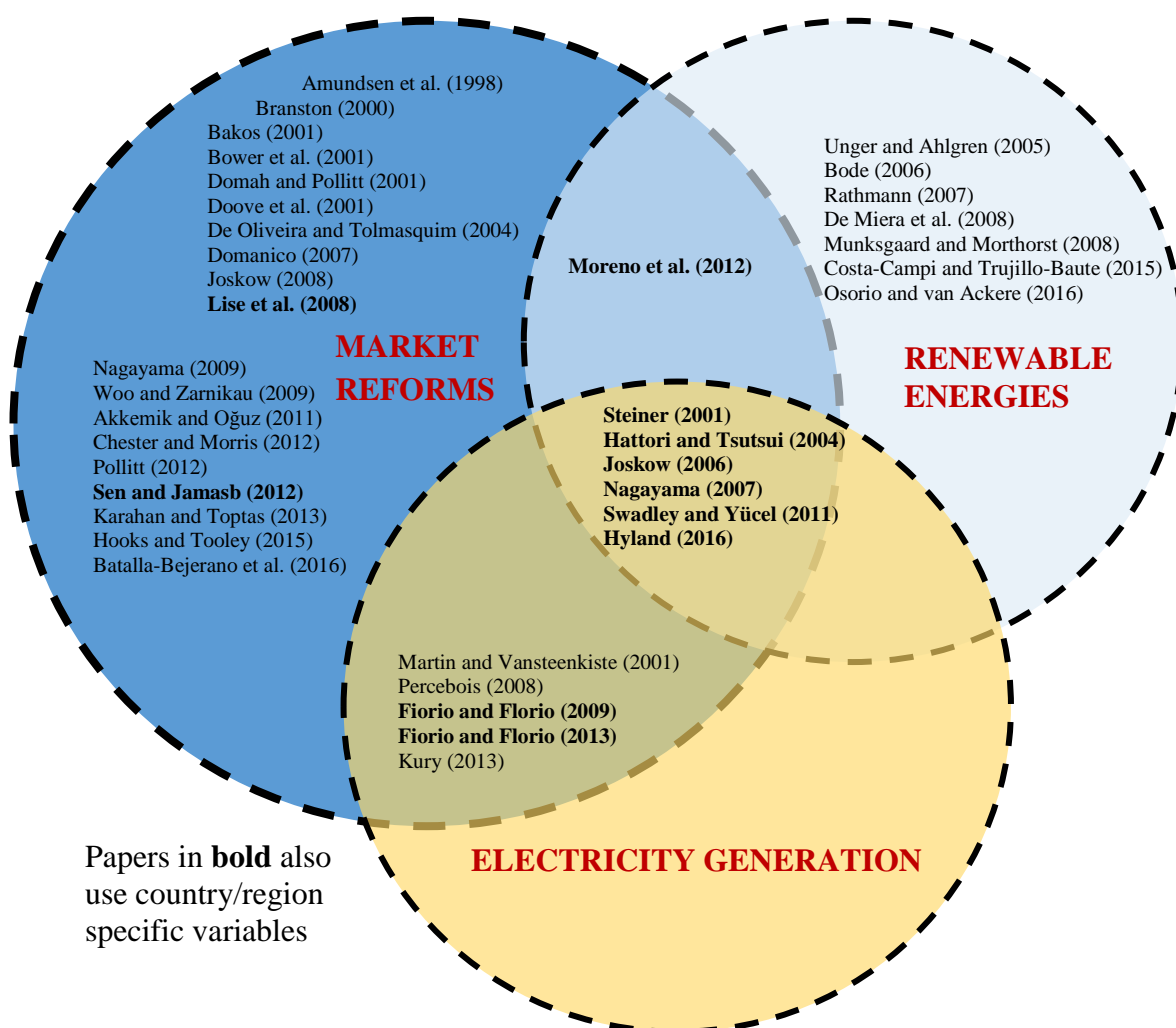 Amundsen et al. (1998)
Branston (2000)
Bakos (2001)
Bower et al. (2001)
Domah and Pollitt (2001)
Doove et al. (2001)
De Oliveira and Tolmasquim (2004)
Domanico (2007)
Joskow (2008)
Lise et al. (2008)
MARKET
REFORMS
Nagayama (2009)
Woo and Zarnikau (2009)
Akkemik and Oğuz (2011)
Chester and Morris (2012)
Pollitt (2012)
Sen and Jamasb (2012)
Karahan and Toptas (2013)
Hooks and Tooley (2015)
Batalla-Bejerano et al. (2016)
Moreno et al. (2012)
Unger and Ahlgren (2005)
Bode (2006)
Rathmann (2007)
De Miera et al. (2008)
Munksgaard and Morthorst (2008)
Costa-Campi and Trujillo-Baute (2015)
Osorio and van Ackere (2016)
RENEWABLE
ENERGIES
Steiner (2001)
Hattori and Tsutsui (2004)
Joskow (2006)
Nagayama (2007)
Swadley and Yücel (2011)
Hyland (2016)
Martin and Vansteenkiste (2001)
Percebois (2008)
Fiorio and Florio (2009)
Fiorio and Florio (2013)
Kury (2013)
ELECTRICITY GENERATION
Papers in bold also
use country/region
specific variables